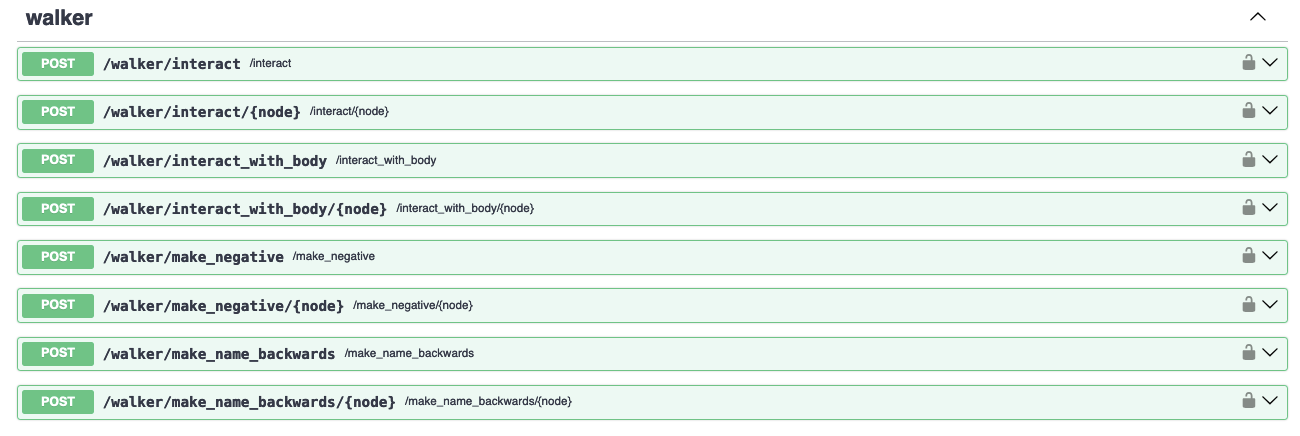 walker
POST /walker/interact /interact
POST /walker/interact/{node} /interact/{node}
POST /walker/interact_with_body /interact_with_body
POST /walker/interact_with_body/{node} /interact_with_body/{node}
POST /walker/make_negative /make_negative
POST /walker/make_negative/{node} /make_negative/{node}
POST /walker/make_name_backwards /make_name_backwards
POST /walker/make_name_backwards/{node} /make_name_backwards/{node}